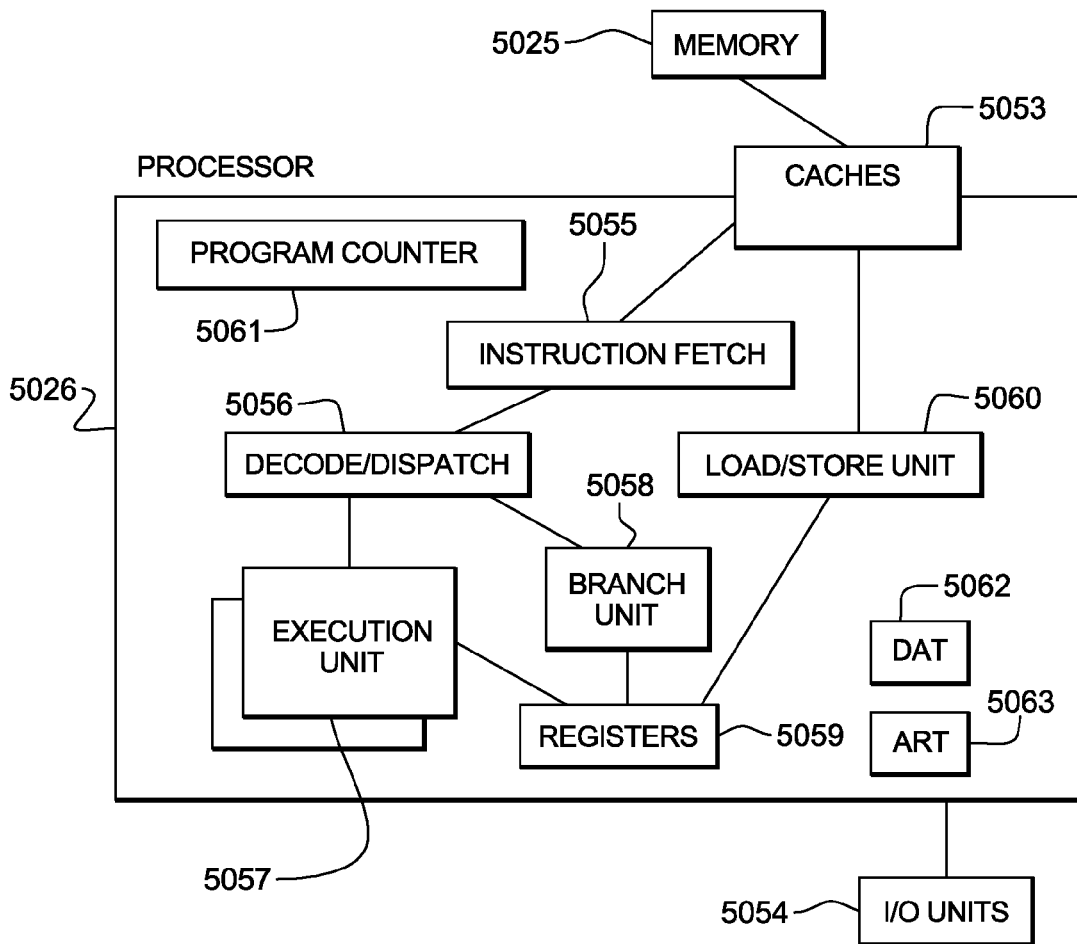 5025
MEMORY
5053
PROCESSOR
CACHES
5055
PROGRAM COUNTER
5061
INSTRUCTION FETCH
5026
5056
5060
DECODE/DISPATCH
LOAD/STORE UNIT
5058
BRANCH
UNIT
5062
EXECUTION
UNIT
DAT
5063
REGISTERS
5059
ART
5057
5054
I/O UNITS